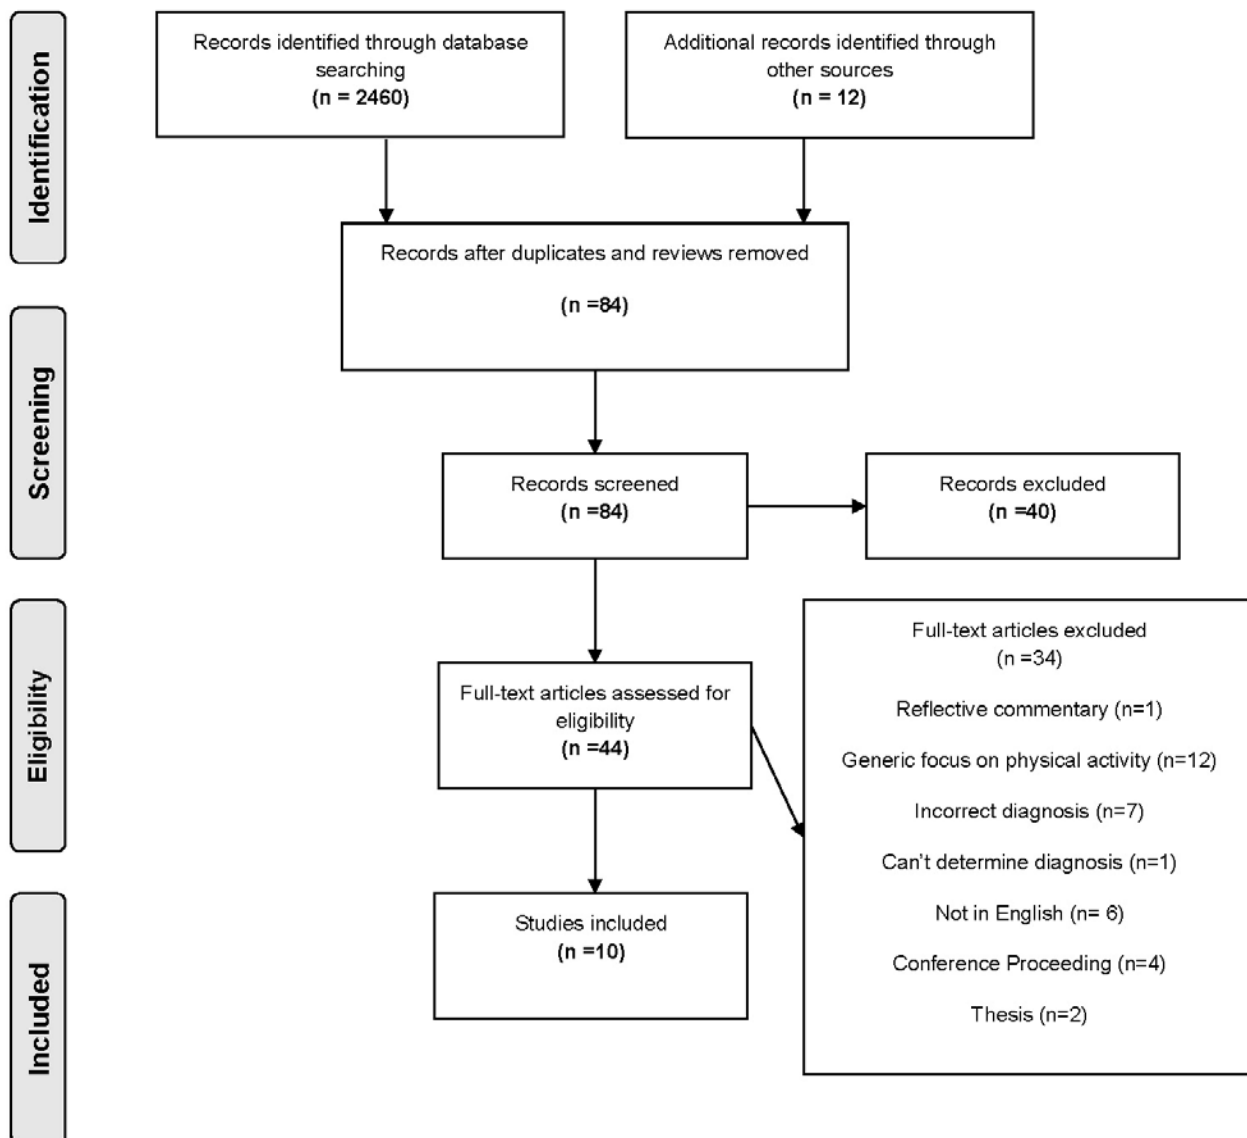 Identification
Records identified through database
searching
(n = 2460)
Additional records identified through
other sources
(n = 12)
Records after duplicates and reviews removed
(n =84)
Screening
Records screened
(n =84)
Records excluded
(n =40)
Eligibility
Full-text articles assessed for
eligibility
(n =44)
Full-text articles excluded
(n =34)
Reflective commentary (n=1)
Generic focus on physical activity (n=12)
Incorrect diagnosis (n=7)
Can't determine diagnosis (n=1)
Not in English (n= 6)
Conference Proceeding (n=4)
Thesis (n=2)
Included
Studies included
(n =10)